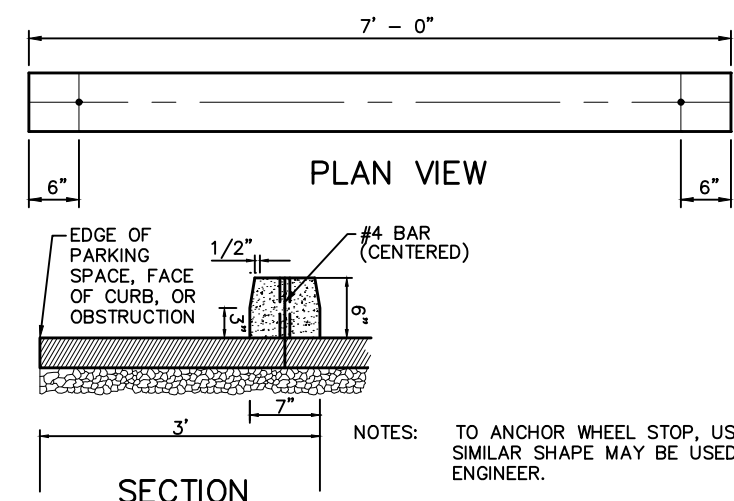 7' – 0"
6"
PLAN VIEW
6"
EDGE OF
PARKING
SPACE, FACE
OF CURB, OR
OBSTRUCTION
1/2"
#4 BAR
(CENTERED)
3"
6"
7"
3'
NOTES: TO ANCHOR WHEEL STOP, US
SIMILAR SHAPE MAY BE USED
ENGINEER.
SECTION